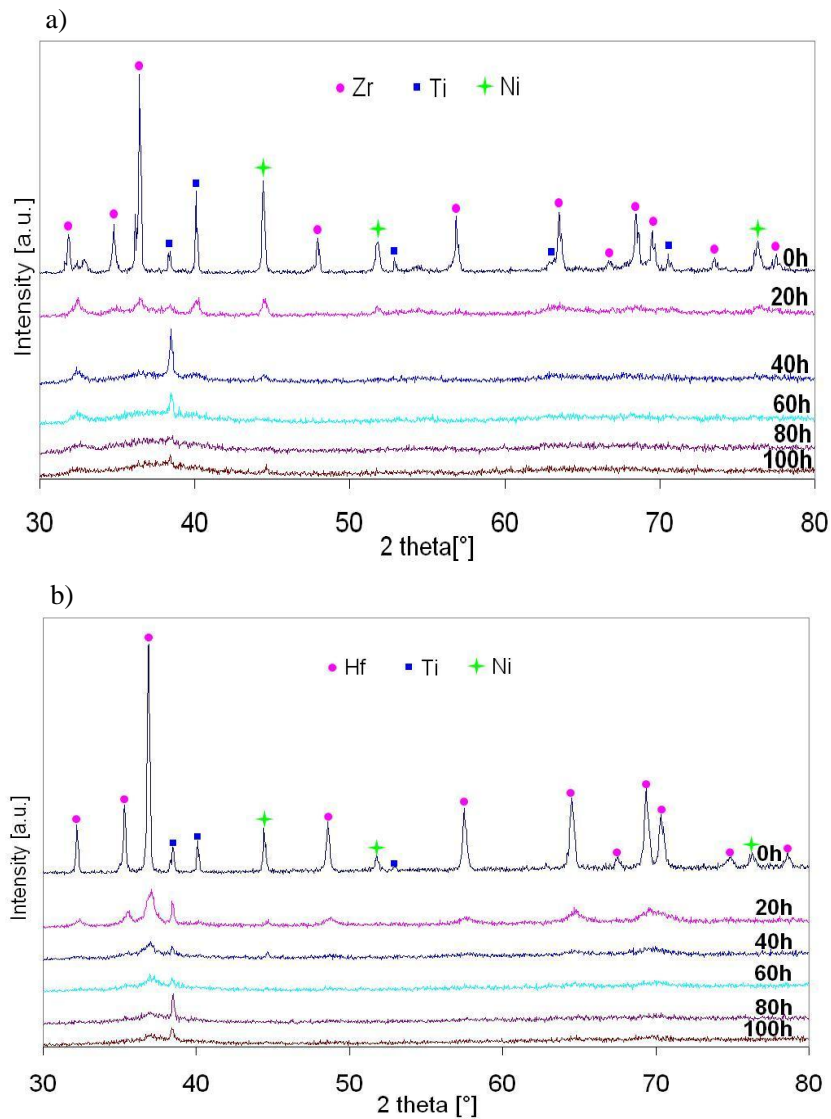 a)
Zr Ti Ni
Intensity [a.u.]
0h
20h
40h
60h
80h
100h
30 40 50 60 70 80
2 theta[°]
b)
Hf Ti Ni
Intensity [a.u.]
0h
20h
40h
60h
80h
100h
30 40 50 60 70 80
2 theta [°]